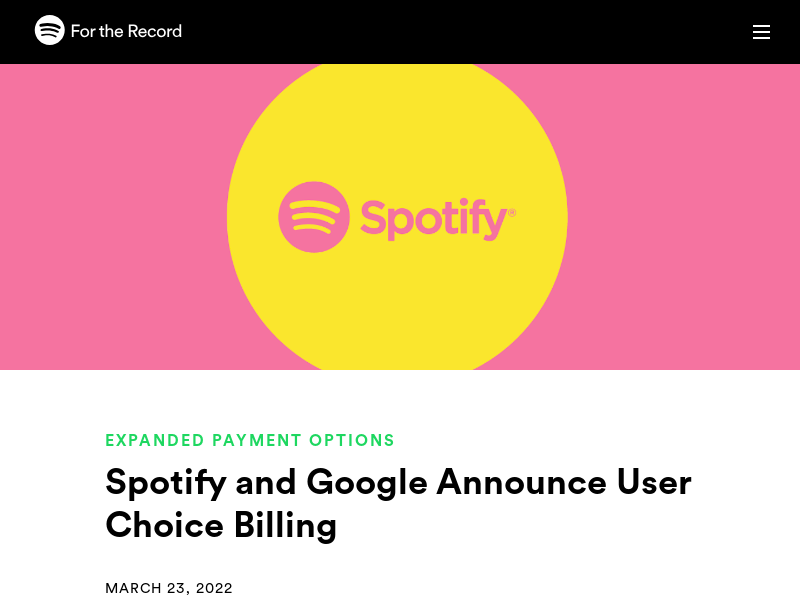 For the Record
Spotify®
EXPANDED PAYMENT OPTIONS
Spotify and Google Announce User
Choice Billing
MARCH 23, 2022